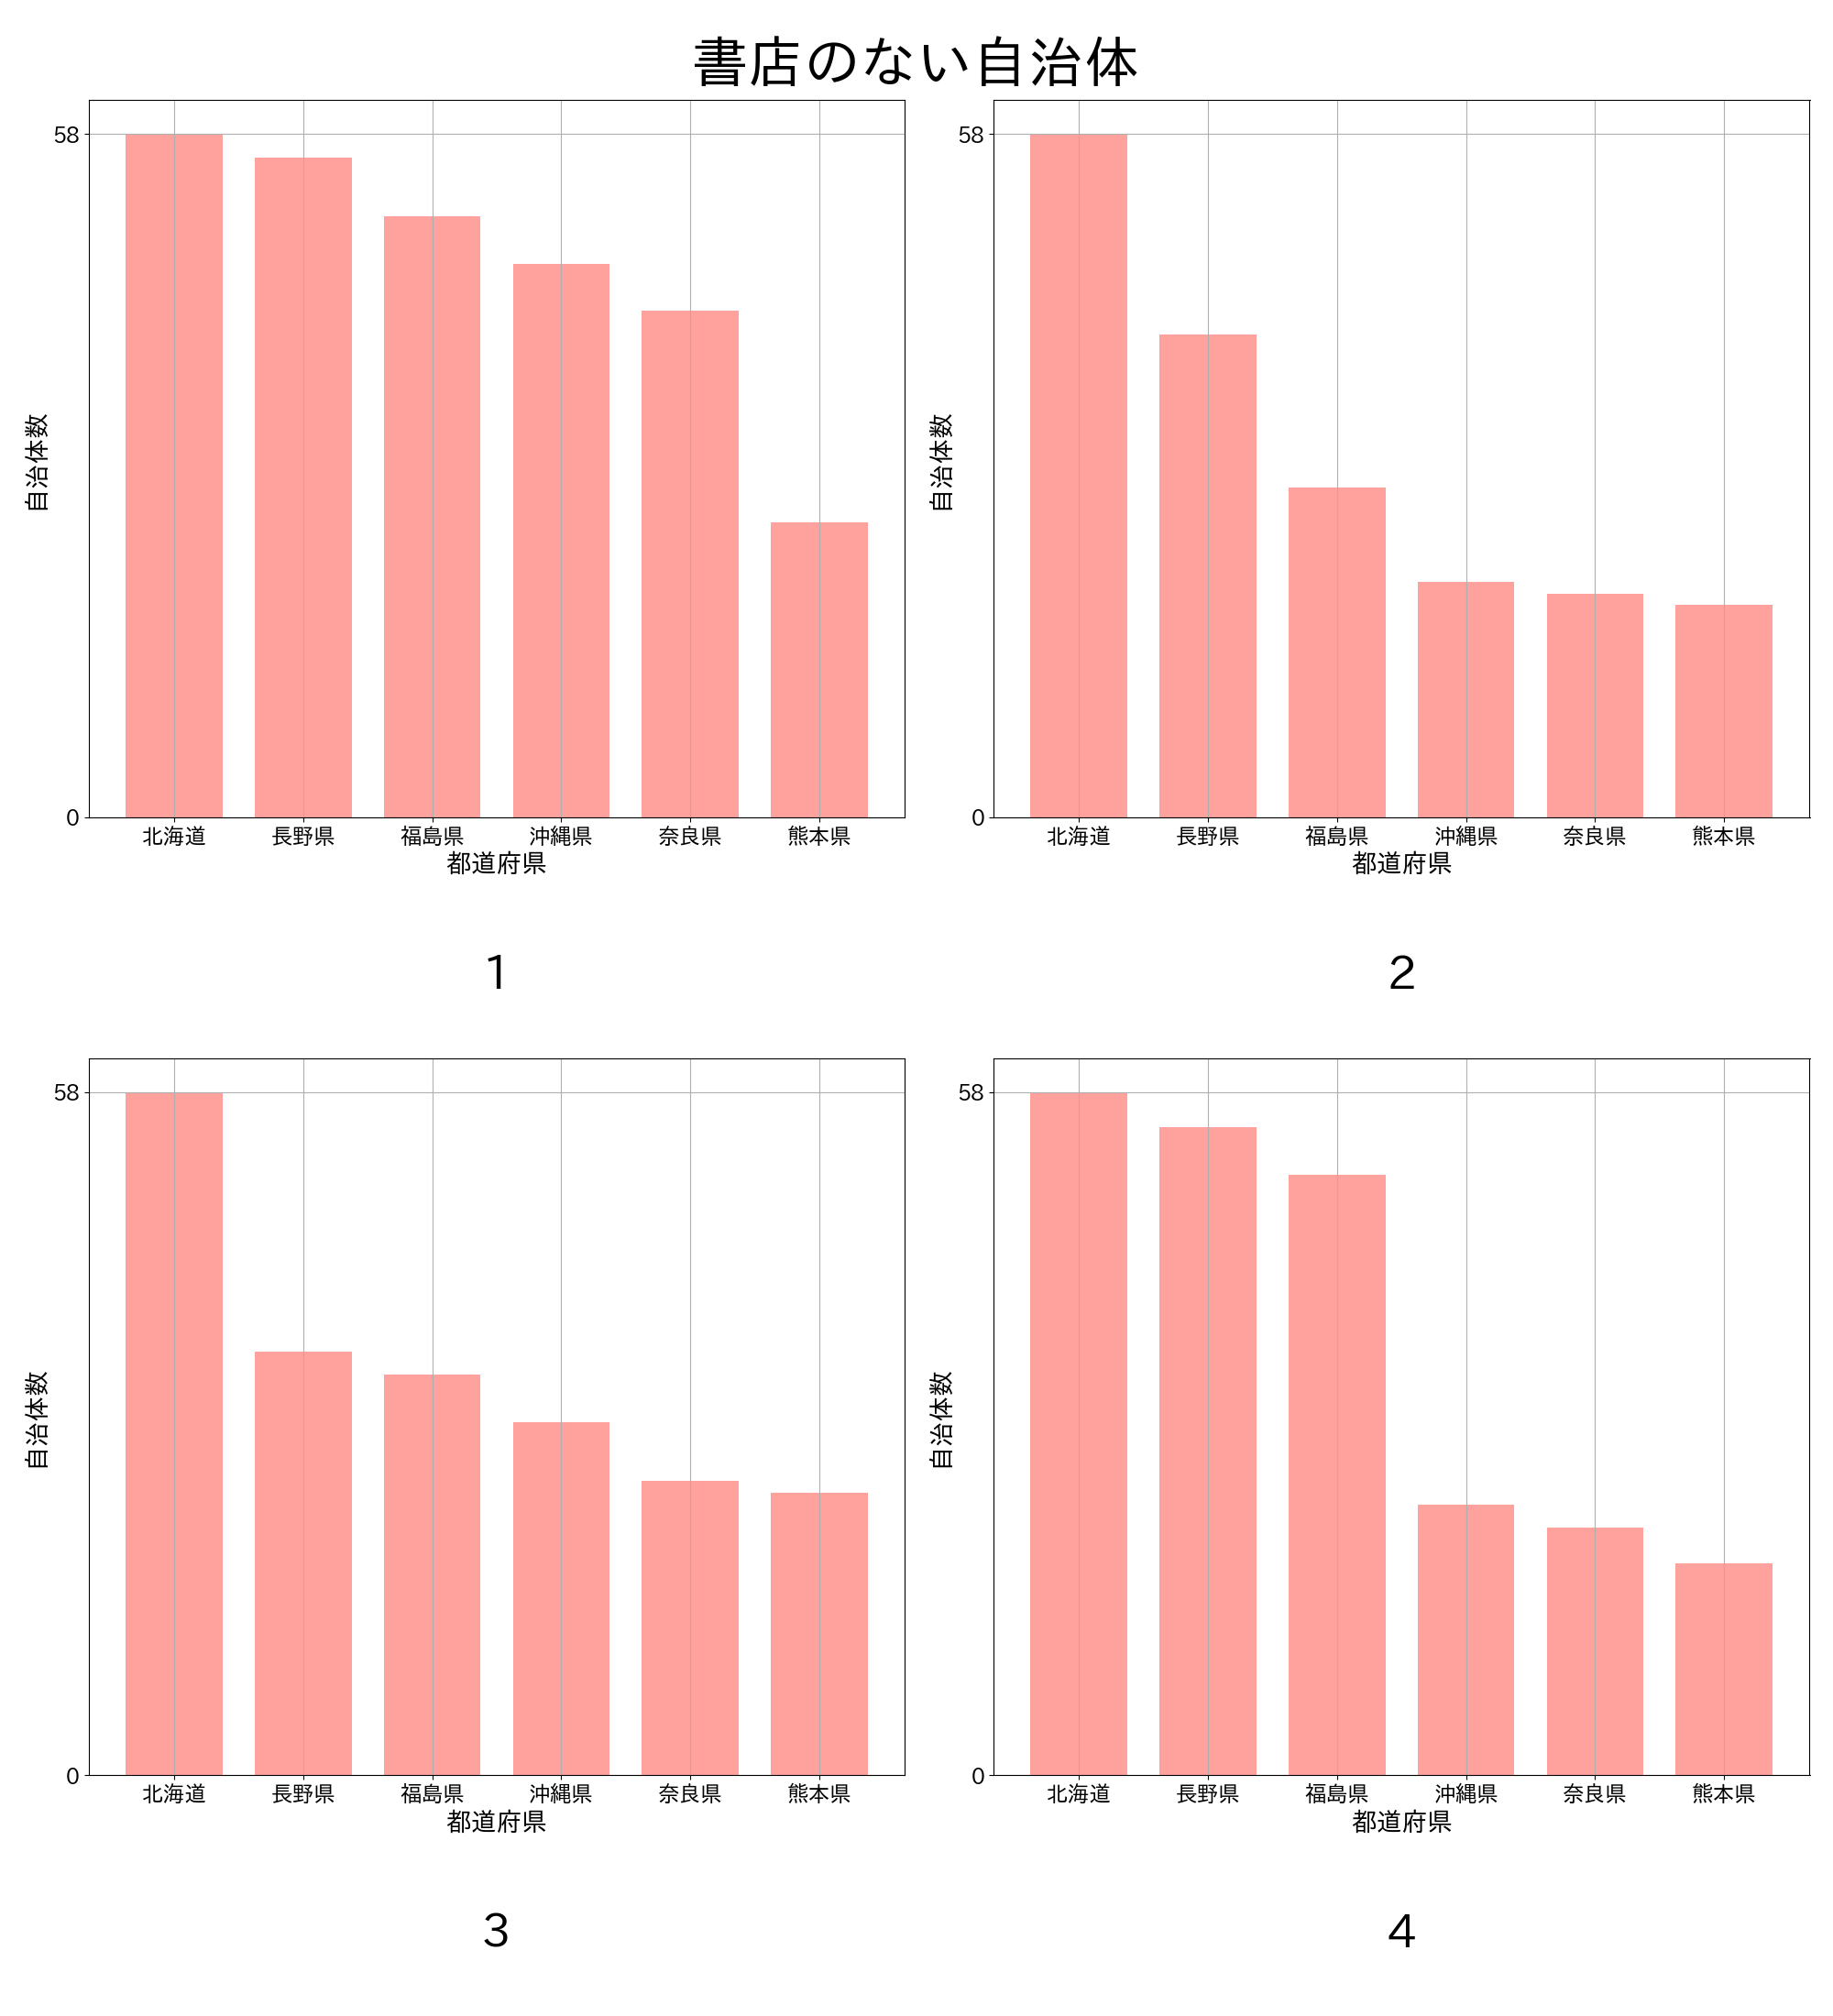 書店のない自治体
58
0
自治体数
北海道 長野県 福島県 沖縄県 奈良県 熊本県
都道府県
1
58
0
自治体数
北海道 長野県 福島県 沖縄県 奈良県 熊本県
都道府県
2
58
0
自治体数
北海道 長野県 福島県 沖縄県 奈良県 熊本県
都道府県
3
58
0
自治体数
北海道 長野県 福島県 沖縄県 奈良県 熊本県
都道府県
4